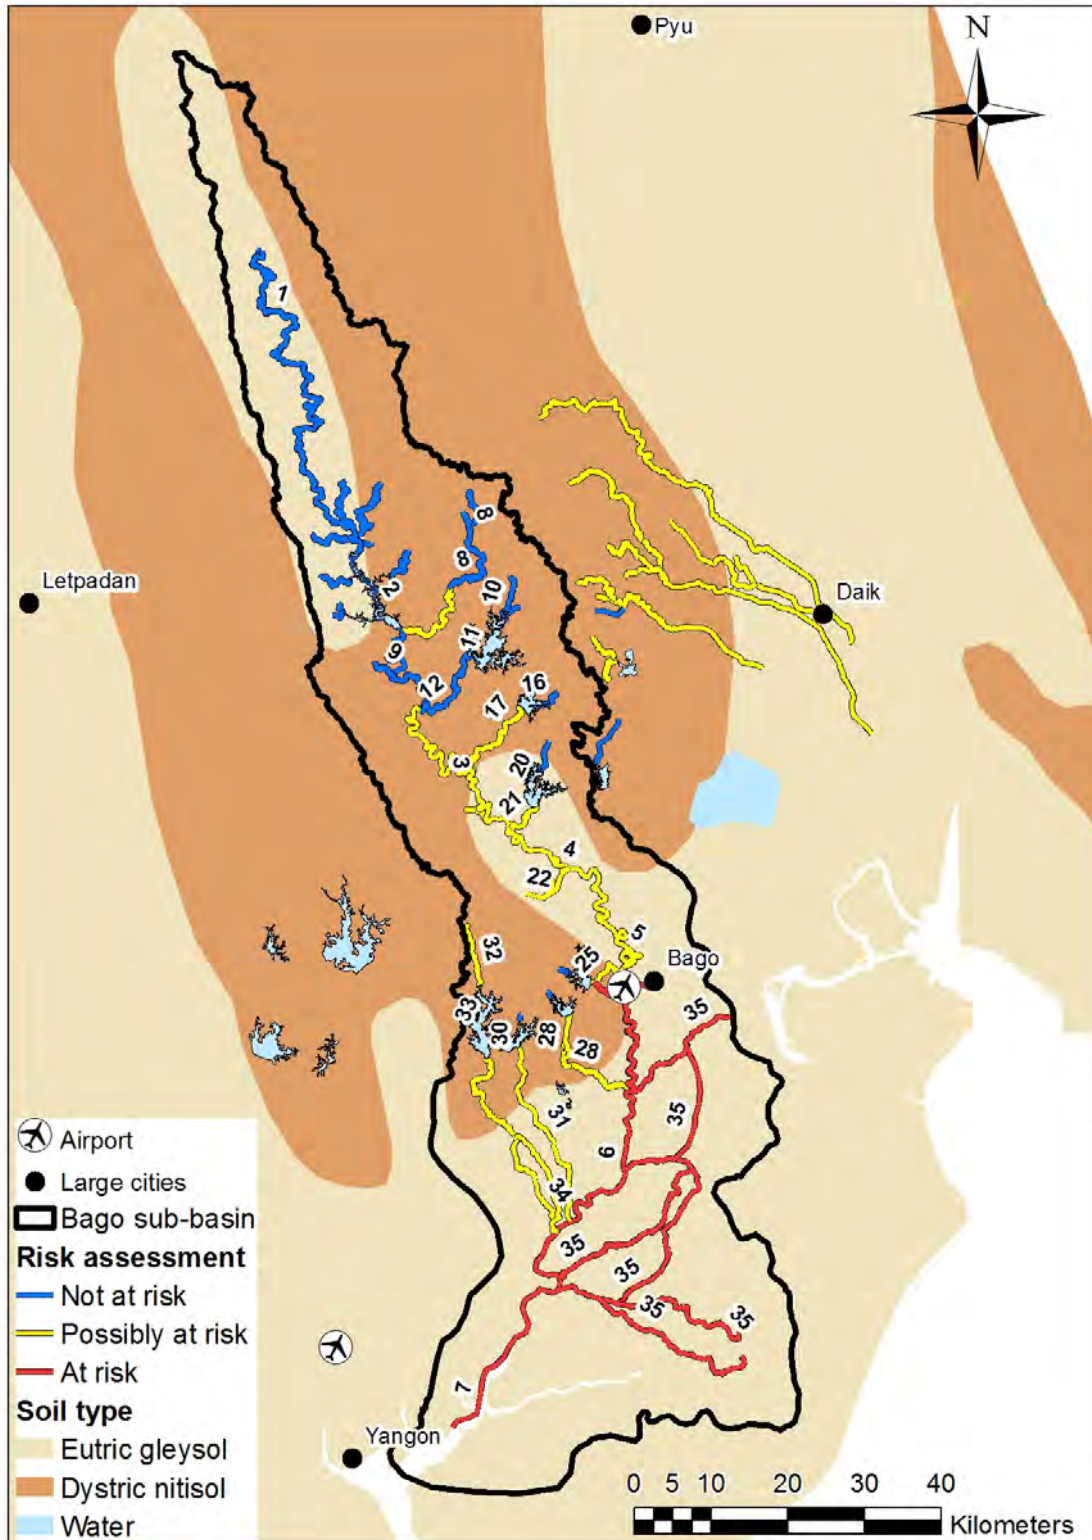 Pyu
N
1
8
8
Letpadan
2
10
Daik
11
9
12
16
17
3
20
21
4
22
5
32
25
Bago
33
30
28
28
35
31
35
6
34
35
35
35
35
7
Yangon
Airport
Large cities
Bago sub-basin
Risk assessment
Not at risk
Possibly at risk
At risk
Soil type
Eutric gleysol
Dystric nitisol
Water
0 5 10 20 30 40
Kilometers